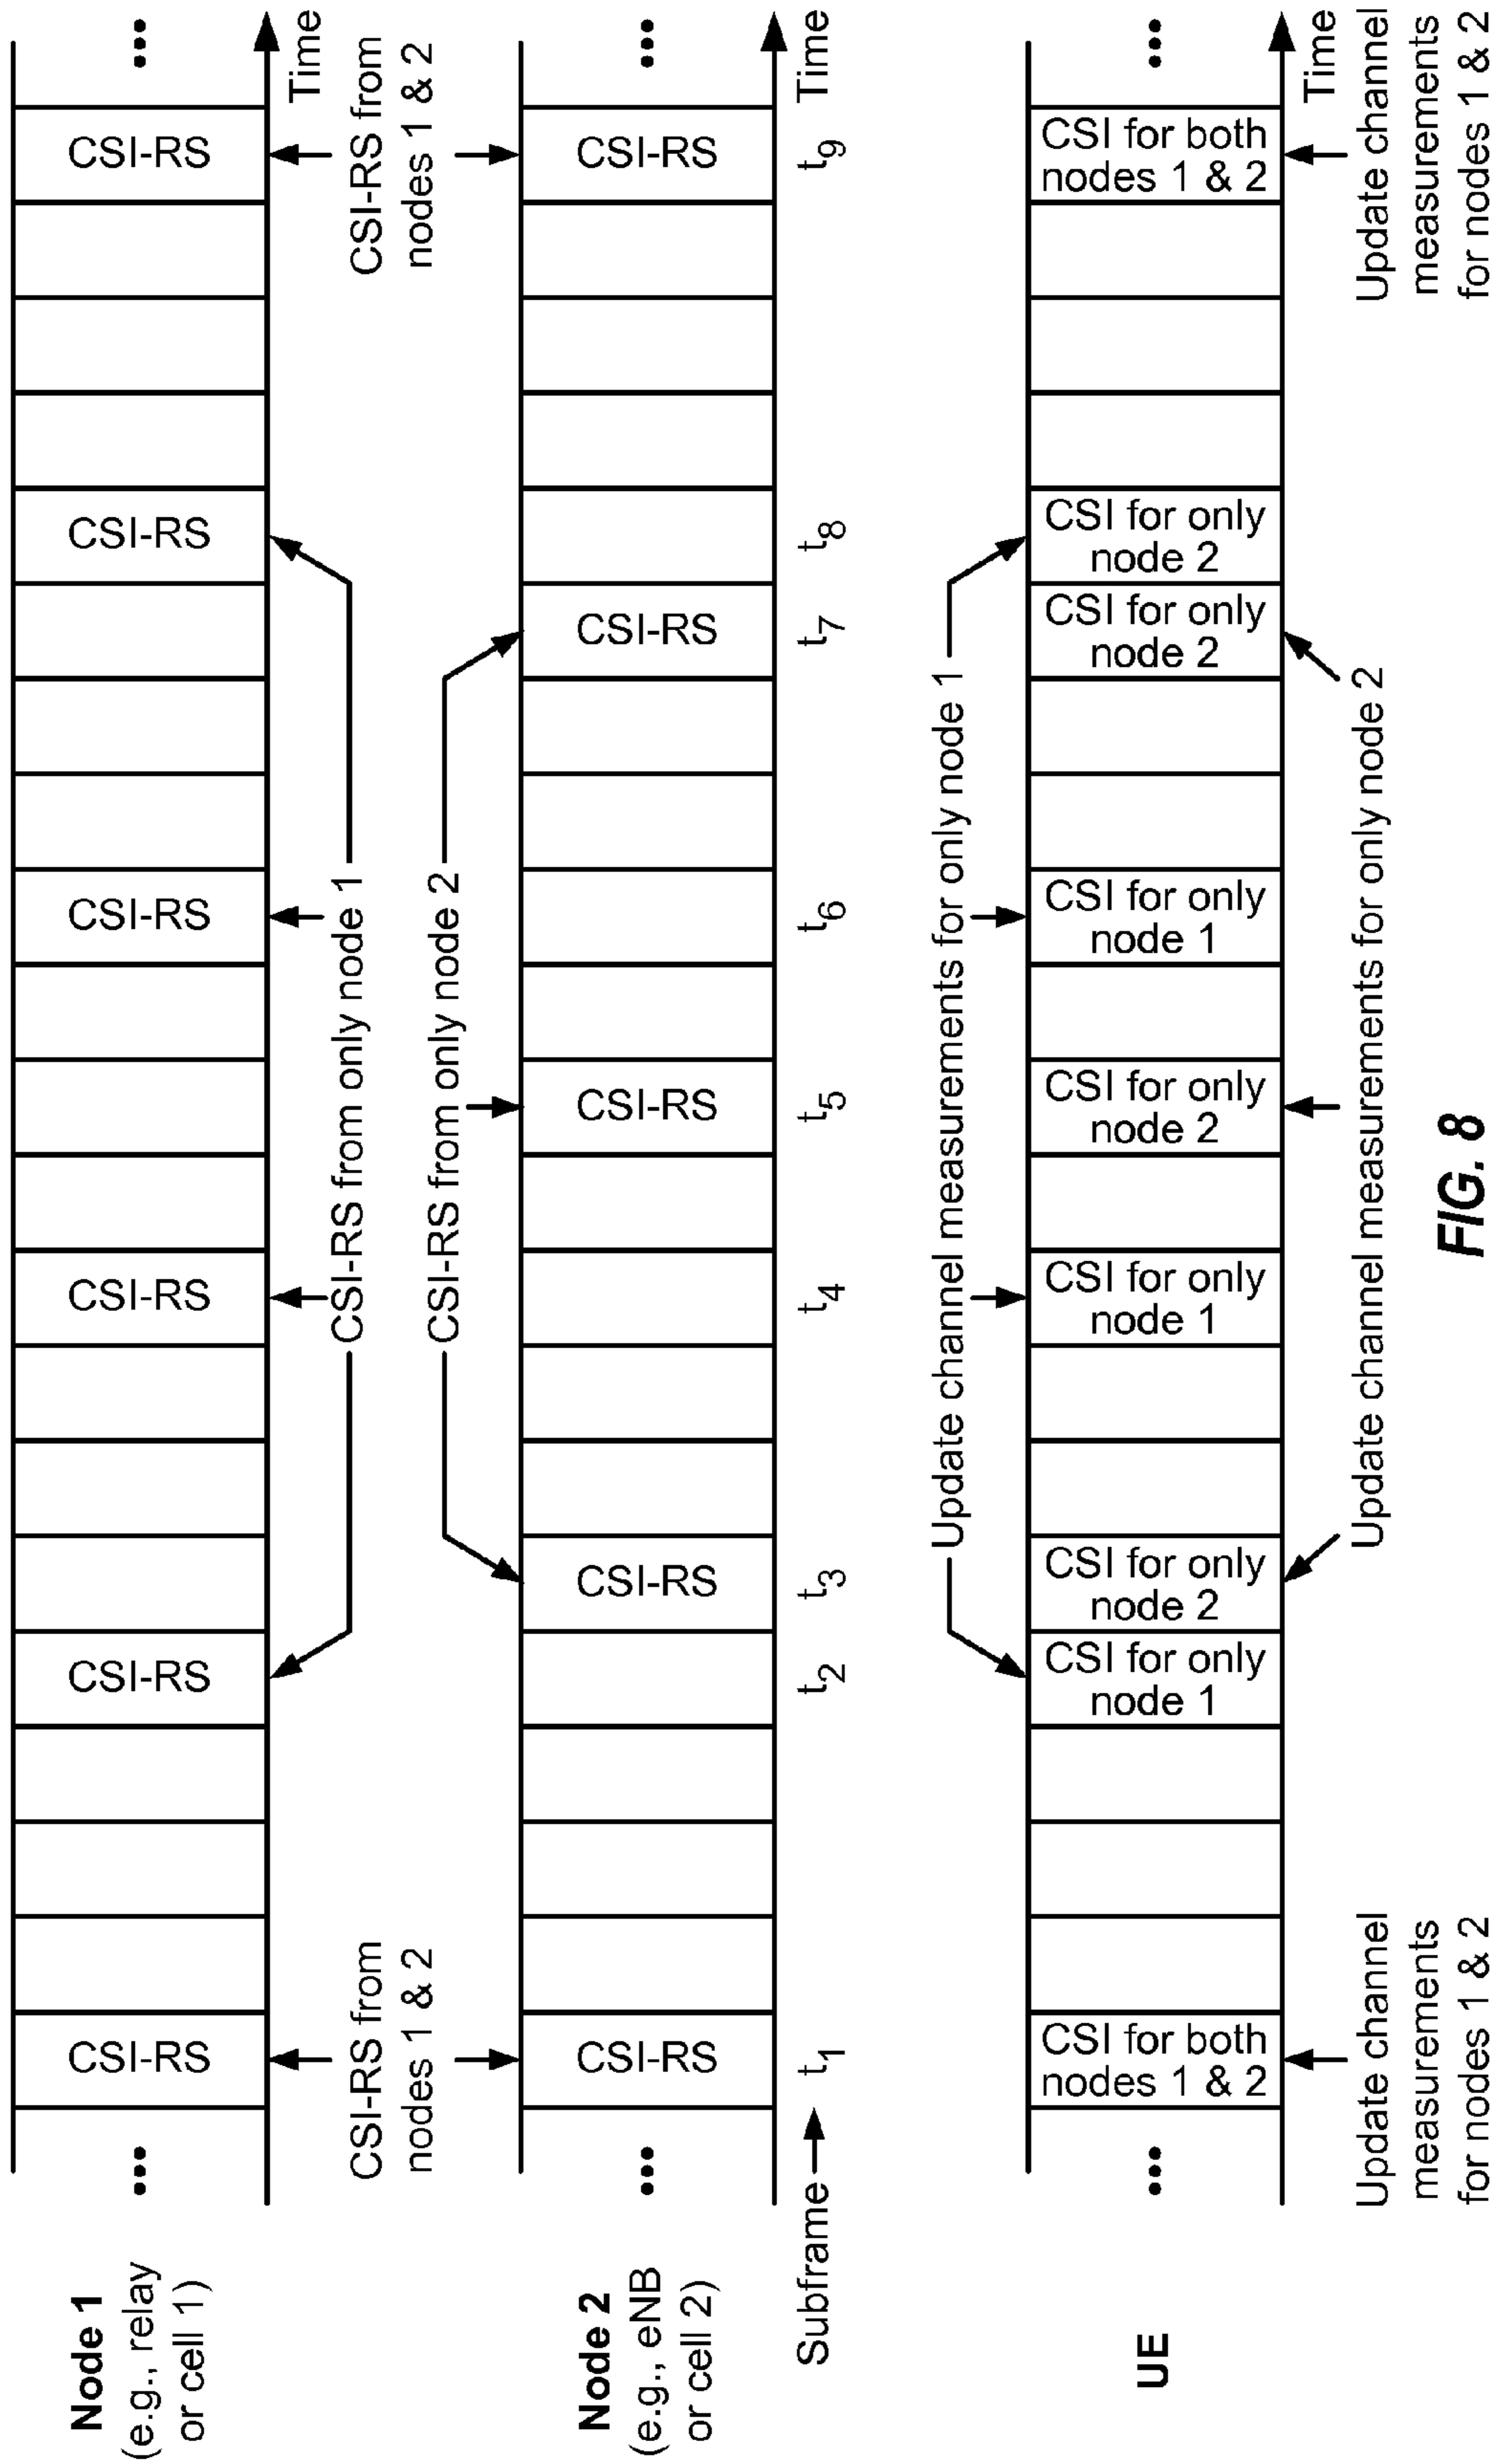 Node 1
(e.g., relay
or cell 1)
•••
CSI-RS
CSI-RS
CSI-RS
CSI-RS
CSI-RS
CSI-RS
•••
Time
CSI-RS from
nodes 1 & 2
CSI-RS from only node 1
CSI-RS from only node 2
CSI-RS from
nodes 1 & 2
Node 2
(e.g., eNB
or cell 2)
•••
CSI-RS
CSI-RS
CSI-RS
CSI-RS
CSI-RS
•••
Time
Subframe
t1
t2
t3
t4
t5
t6
t7
t8
t9
Update channel measurements for only node 1
UE
•••
CSI for both
nodes 1 & 2
CSI for only
node 1
CSI for only
node 2
CSI for only
node 1
CSI for only
node 2
CSI for only
node 1
CSI for only
node 2
CSI for only
node 2
CSI for both
nodes 1 & 2
•••
Time
Update channel
measurements
for nodes 1 & 2
Update channel measurements for only node 2
Update channel
measurements
for nodes 1 & 2
FIG. 8